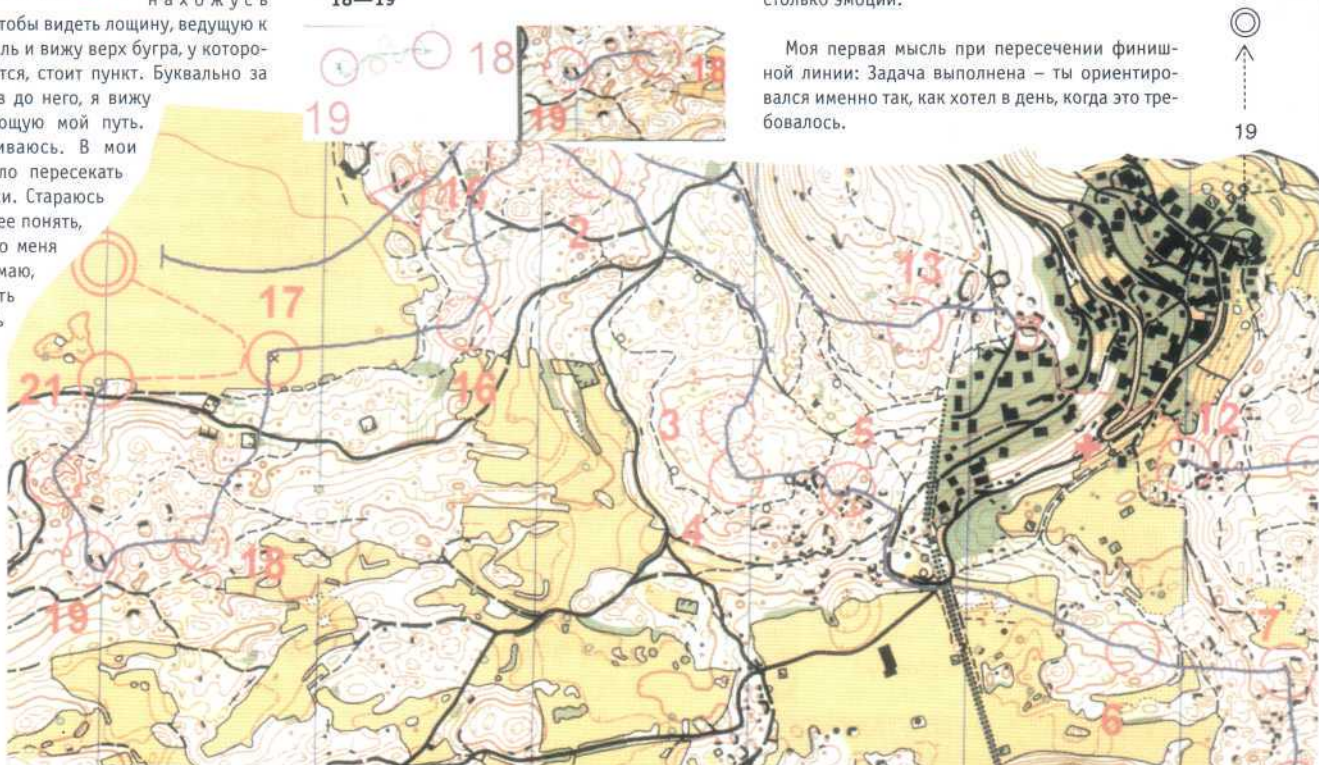 находюсь
чтобы видеть лощину, ведущую к
ль и вижу верх бугра, у которо-
тся, стоит пункт. Буквально за
в до него, я вижу
ющую мой путь.
иваюсь. В мои
ло пересекать
и. Стараюсь
ее понять,
о меня
маю,
ть
18—19
18
19
18
19
столько эмоций.
Моя первая мысль при пересечении финиш-
ной линии: Задача выполнена – ты ориентиро-
вался именно так, как хотел в день, когда это тре-
бовалось.
19
15
2
13
17
16
21
3
5
12
4
18
19
7
6